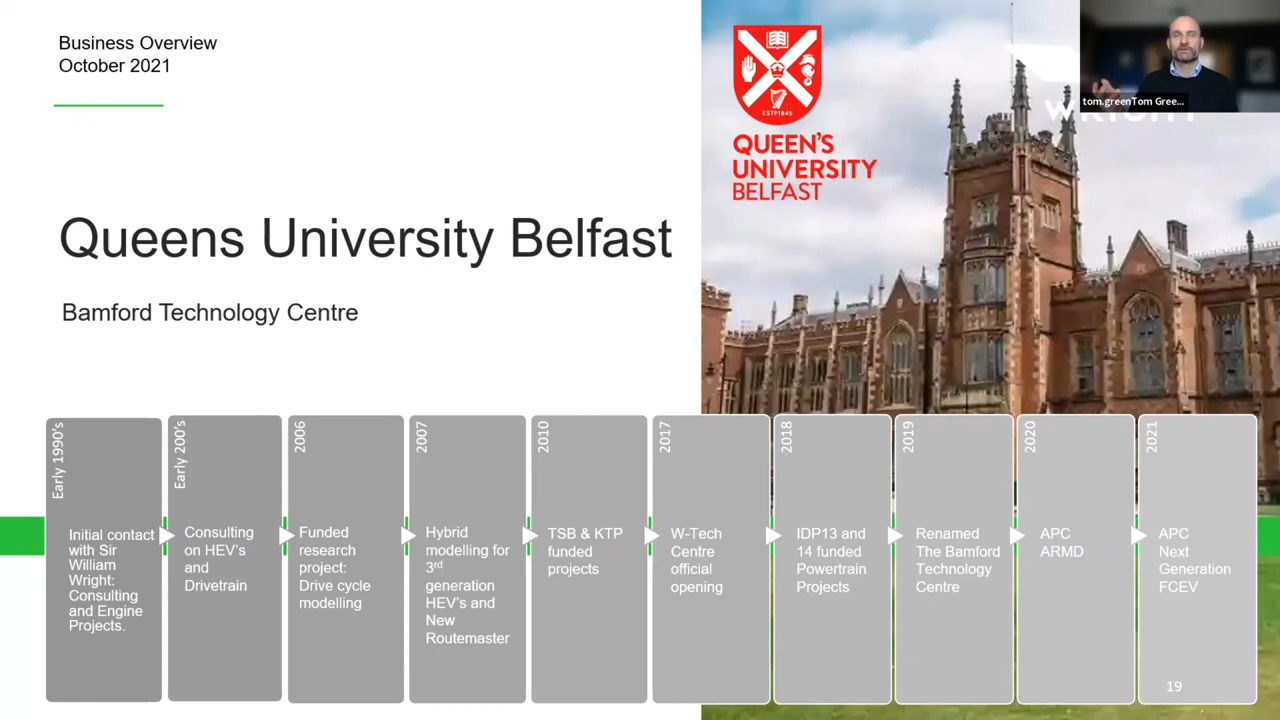 Business Overview
October 2021
EST 1845
QUEEN'S
UNIVERSITY
BELFAST
tom.greenTom Gree...
Queens University Belfast
Bamford Technology Centre
Early 1990's
Initial contact
with Sir
William
Wright:
Consulting
and Engine
Projects.
Early 200's
Consulting
on HEV's
and
Drivetrain
2006
Funded
research
project:
Drive cycle
modelling
2007
Hybrid
modelling for
3rd
generation
HEV's and
New
Routemaster
2010
TSB & KTP
funded
projects
2017
W-Tech
Centre
official
opening
2018
IDP13 and
14 funded
Powertrain
Projects
2019
Renamed
The Bamford
Technology
Centre
2020
APC
ARMD
2021
APC
Next
Generation
FCEV
19